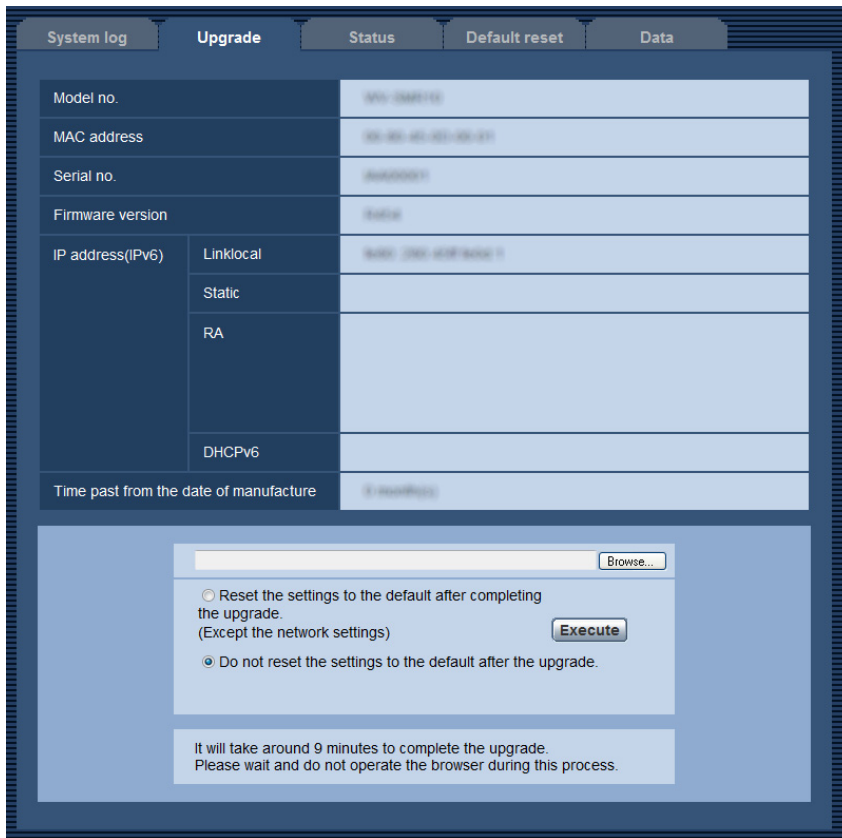 System log Upgrade Status Default reset Data
Model no.
MAC address
Serial no.
Firmware version
IP address(IPv6) Linklocal
Static
RA
DHCPv6
Time past from the date of manufacture
Browse...
Reset the settings to the default after completing
the upgrade.
(Except the network settings)
Execute
Do not reset the settings to the default after the upgrade.
It will take around 9 minutes to complete the upgrade.
Please wait and do not operate the browser during this process.